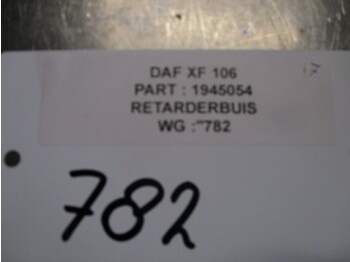 DAF XF 106
PART : 1945054
RETARDERBUIS
WG :"782
782